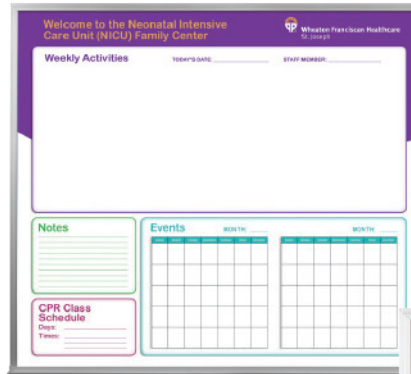 Welcome to the Neonatal Intensive
Care Unit (NICU) Family Center
Wheaton Franciscan Healthcare
St. Joseph
Weekly Activities
TODAY'S DATE:
STAFF MEMBER:
Notes
CPR Class
Schedule
Days:
Times:
Events
MONTH:
MONTH: